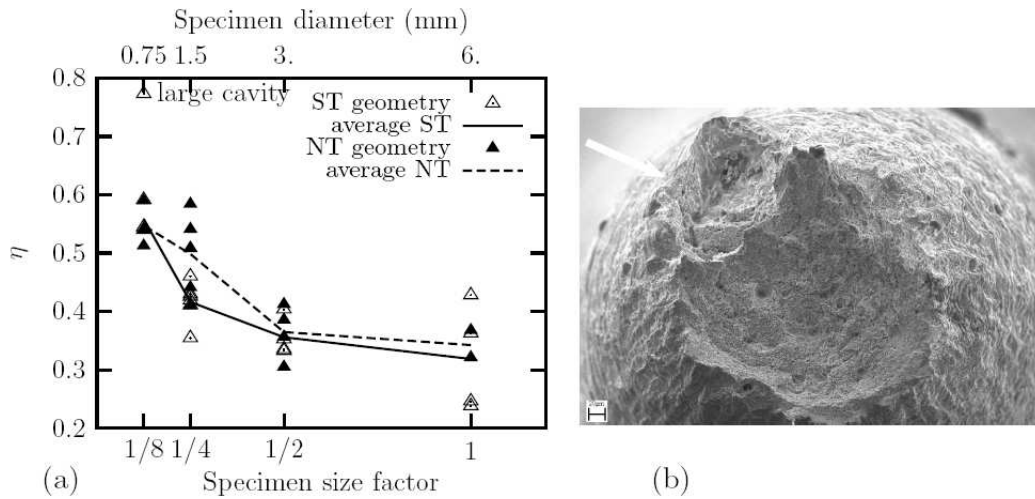 Specimen diameter (mm)
0.75 1.5 3. 6.
0.8
large cavity
ST geometry
average ST
NT geometry
average NT
0.7
0.6
0.5
0.4
0.3
0.2
η
1/8 1/4 1/2 1
Specimen size factor
(a)
(b)